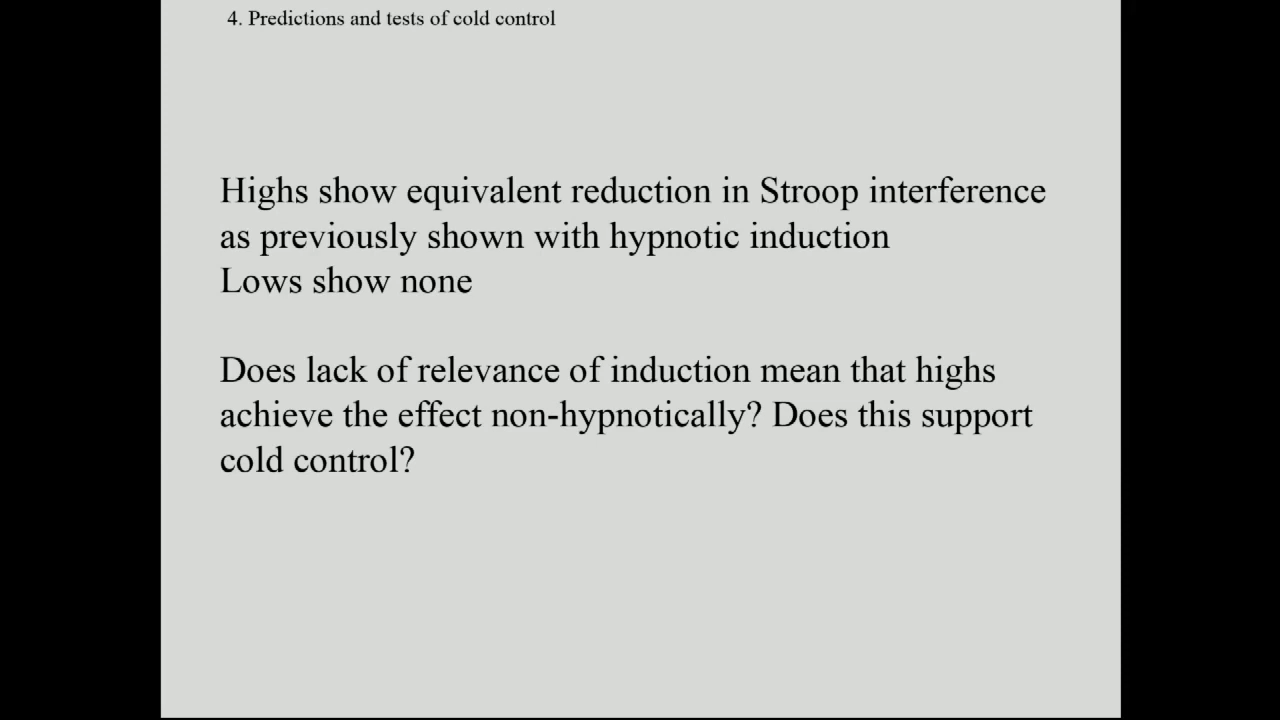 4. Predictions and tests of cold control
Highs show equivalent reduction in Stroop interference
as previously shown with hypnotic induction
Lows show none
Does lack of relevance of induction mean that highs
achieve the effect non-hypnotically? Does this support
cold control?